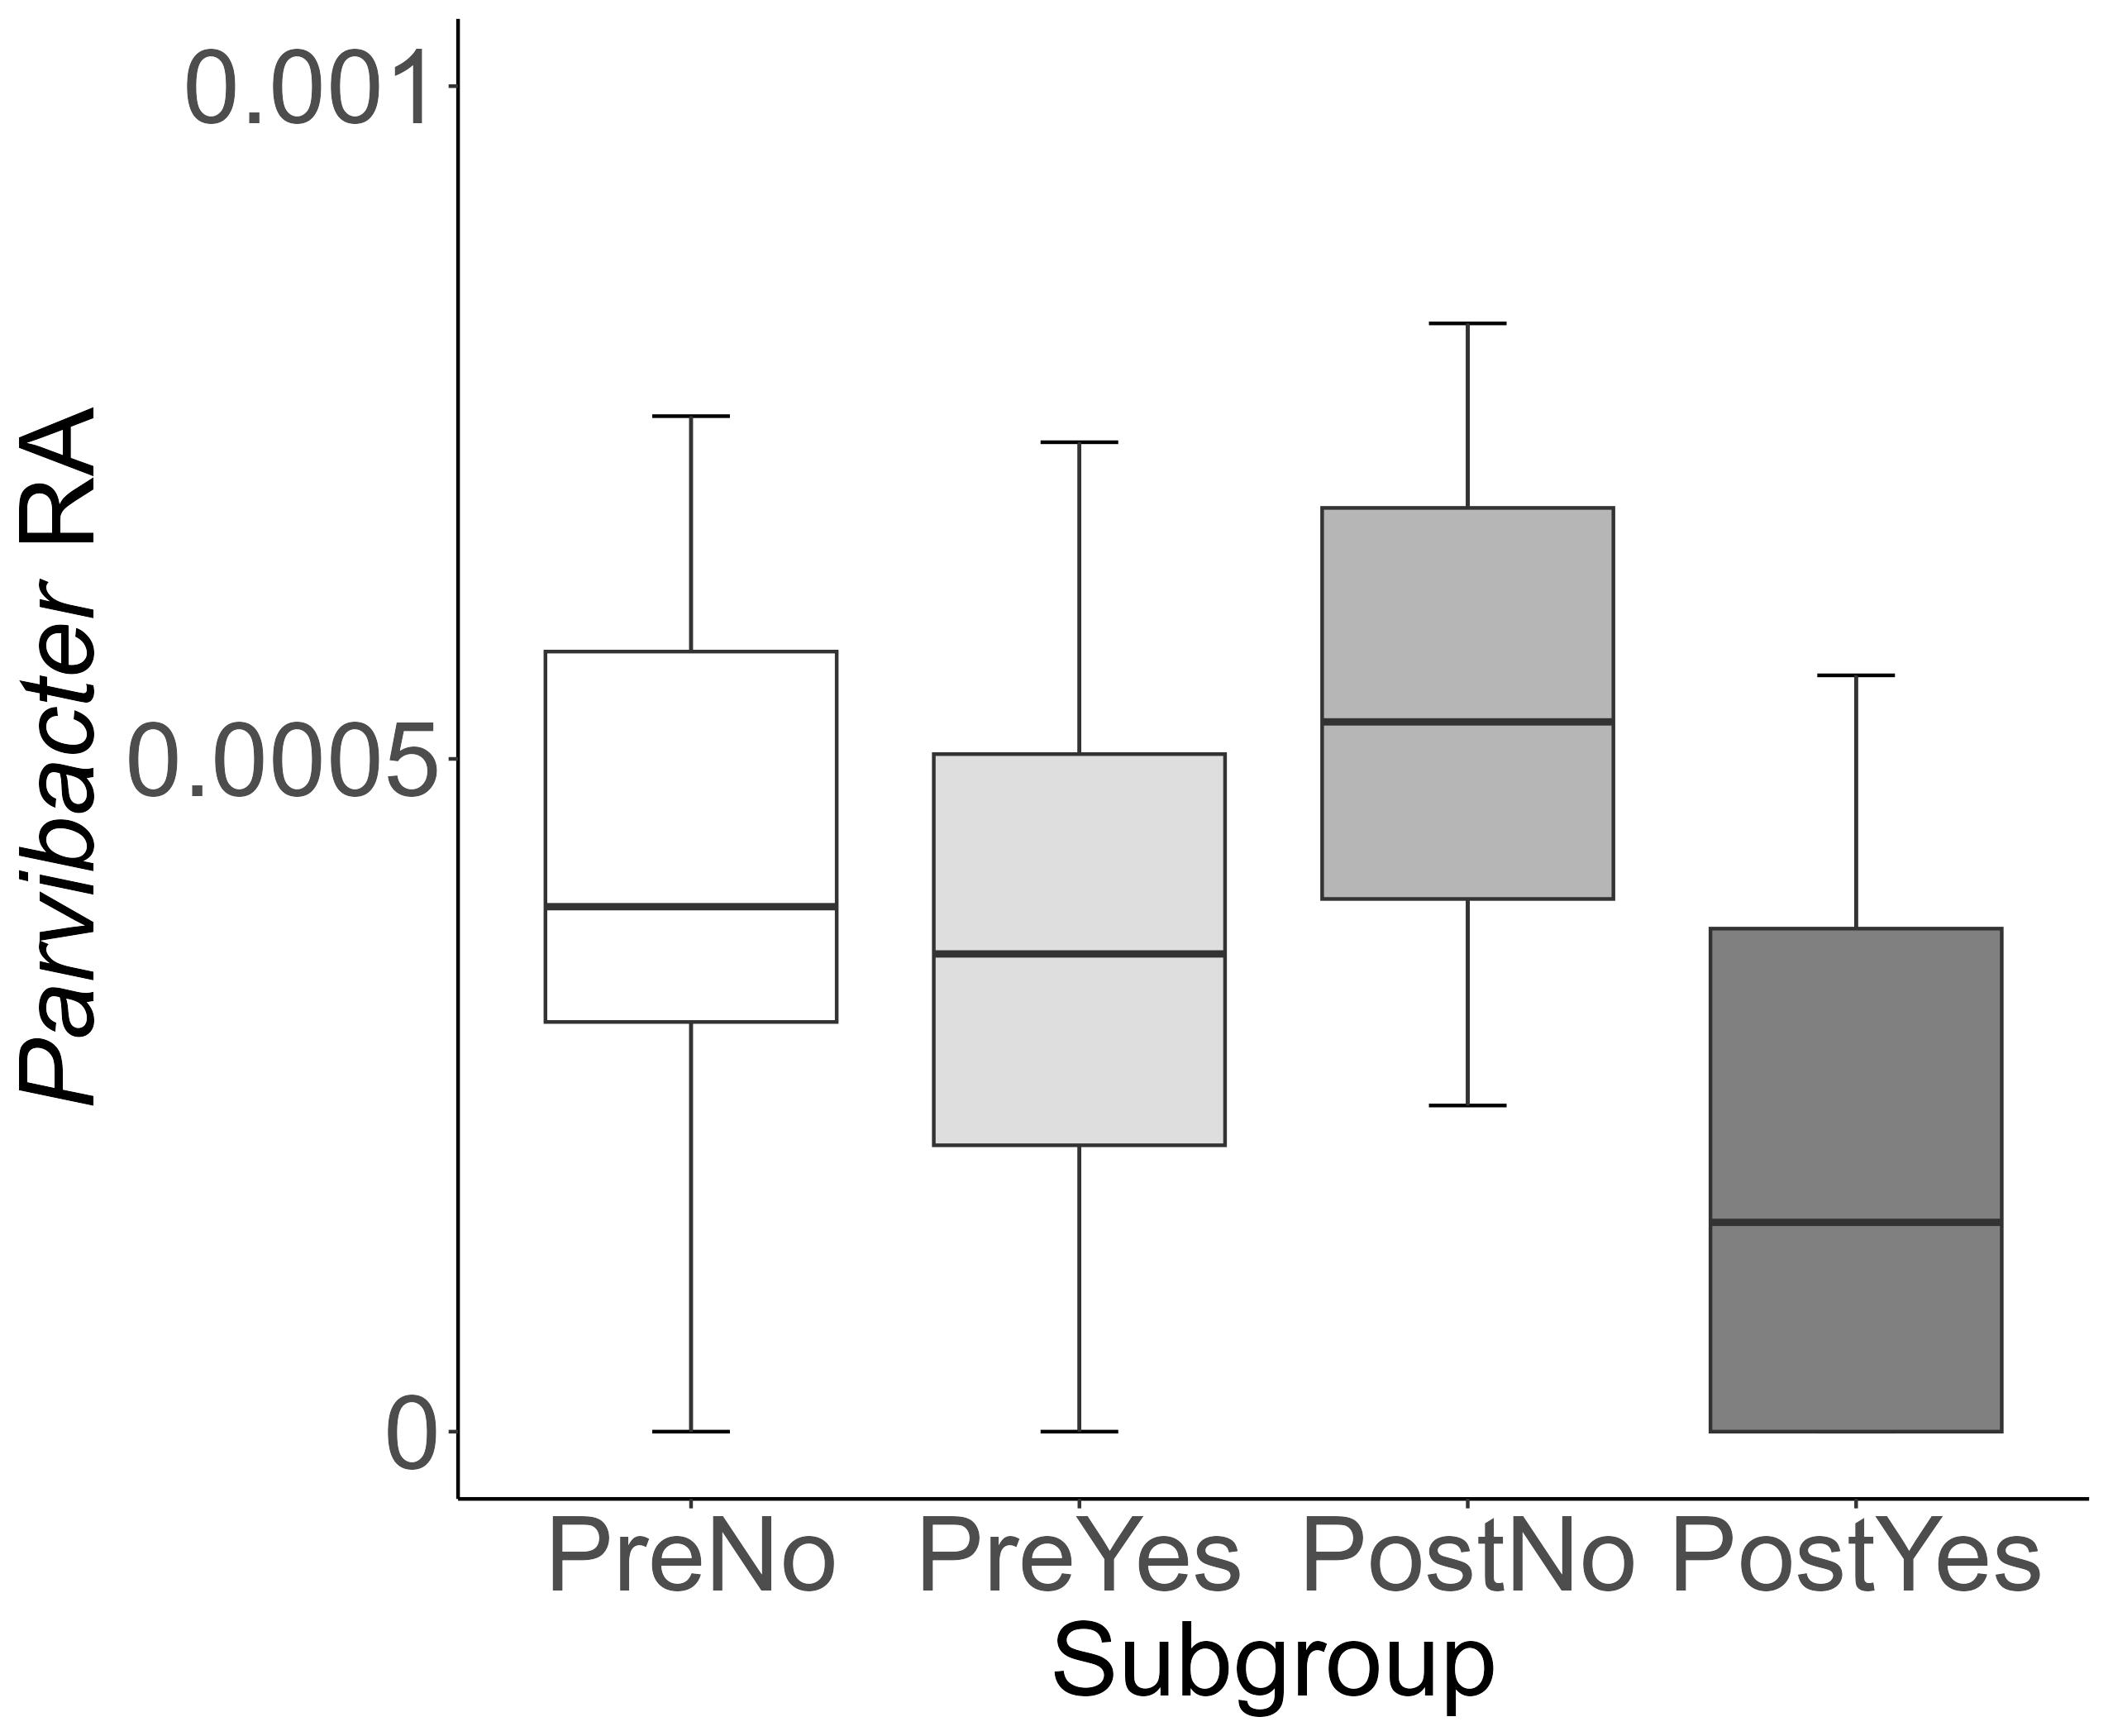 Parvibacter RA
0.001
0.0005
0
PreNo PreYes PostNo PostYes
Subgroup